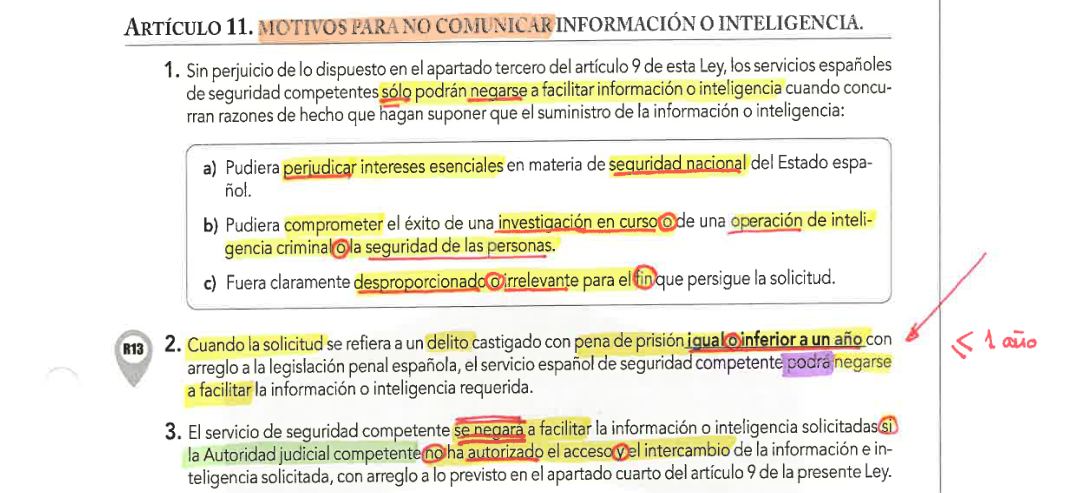 ARTÍCULO 11. MOTIVOS PARA NO COMUNICAR INFORMACIÓN O INTELIGENCIA.
1. Sin perjuicio de lo dispuesto en el apartado tercero del artículo 9 de esta Ley, los servicios españoles
de seguridad competentes sólo podrán negarse a facilitar información o inteligencia cuando concu-
rran razones de hecho que hagan suponer que el suministro de la información o inteligencia:
a) Pudiera perjudicar intereses esenciales en materia de seguridad nacional del Estado espa-
ñol.
b) Pudiera comprometer el éxito de una investigación en curso o de una operación de inteli-
gencia criminal o la seguridad de las personas.
c) Fuera claramente desproporcionado o irrelevante para el fin que persigue la solicitud.
R13
2. Cuando la solicitud se refiera a un delito castigado con pena de prisión igual o inferior a un año con
≤ 1 año
arreglo a la legislación penal española, el servicio español de seguridad competente podrá negarse
a facilitar la información o inteligencia requerida.
3. El servicio de seguridad competente se negará a facilitar la información o inteligencia solicitadas si
la Autoridad judicial competente no ha autorizado el acceso y el intercambio de la información e in-
teligencia solicitada, con arreglo a lo previsto en el apartado cuarto del artículo 9 de la presente Ley.